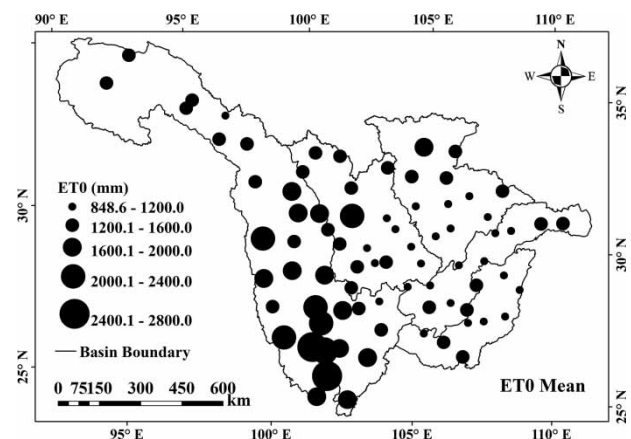 90° E 95° E 100° E 105° E 110° E
N
W E
S
35° N
30° N
25° N
ET0 (mm)
848.6 - 1200.0
1200.1 - 1600.0
1600.1 - 2000.0
2000.1 - 2400.0
2400.1 - 2800.0
Basin Boundary
0 75150 300 450 600
km
ET0 Mean
30° N
25° N
95° E 100° E 105° E 110° E